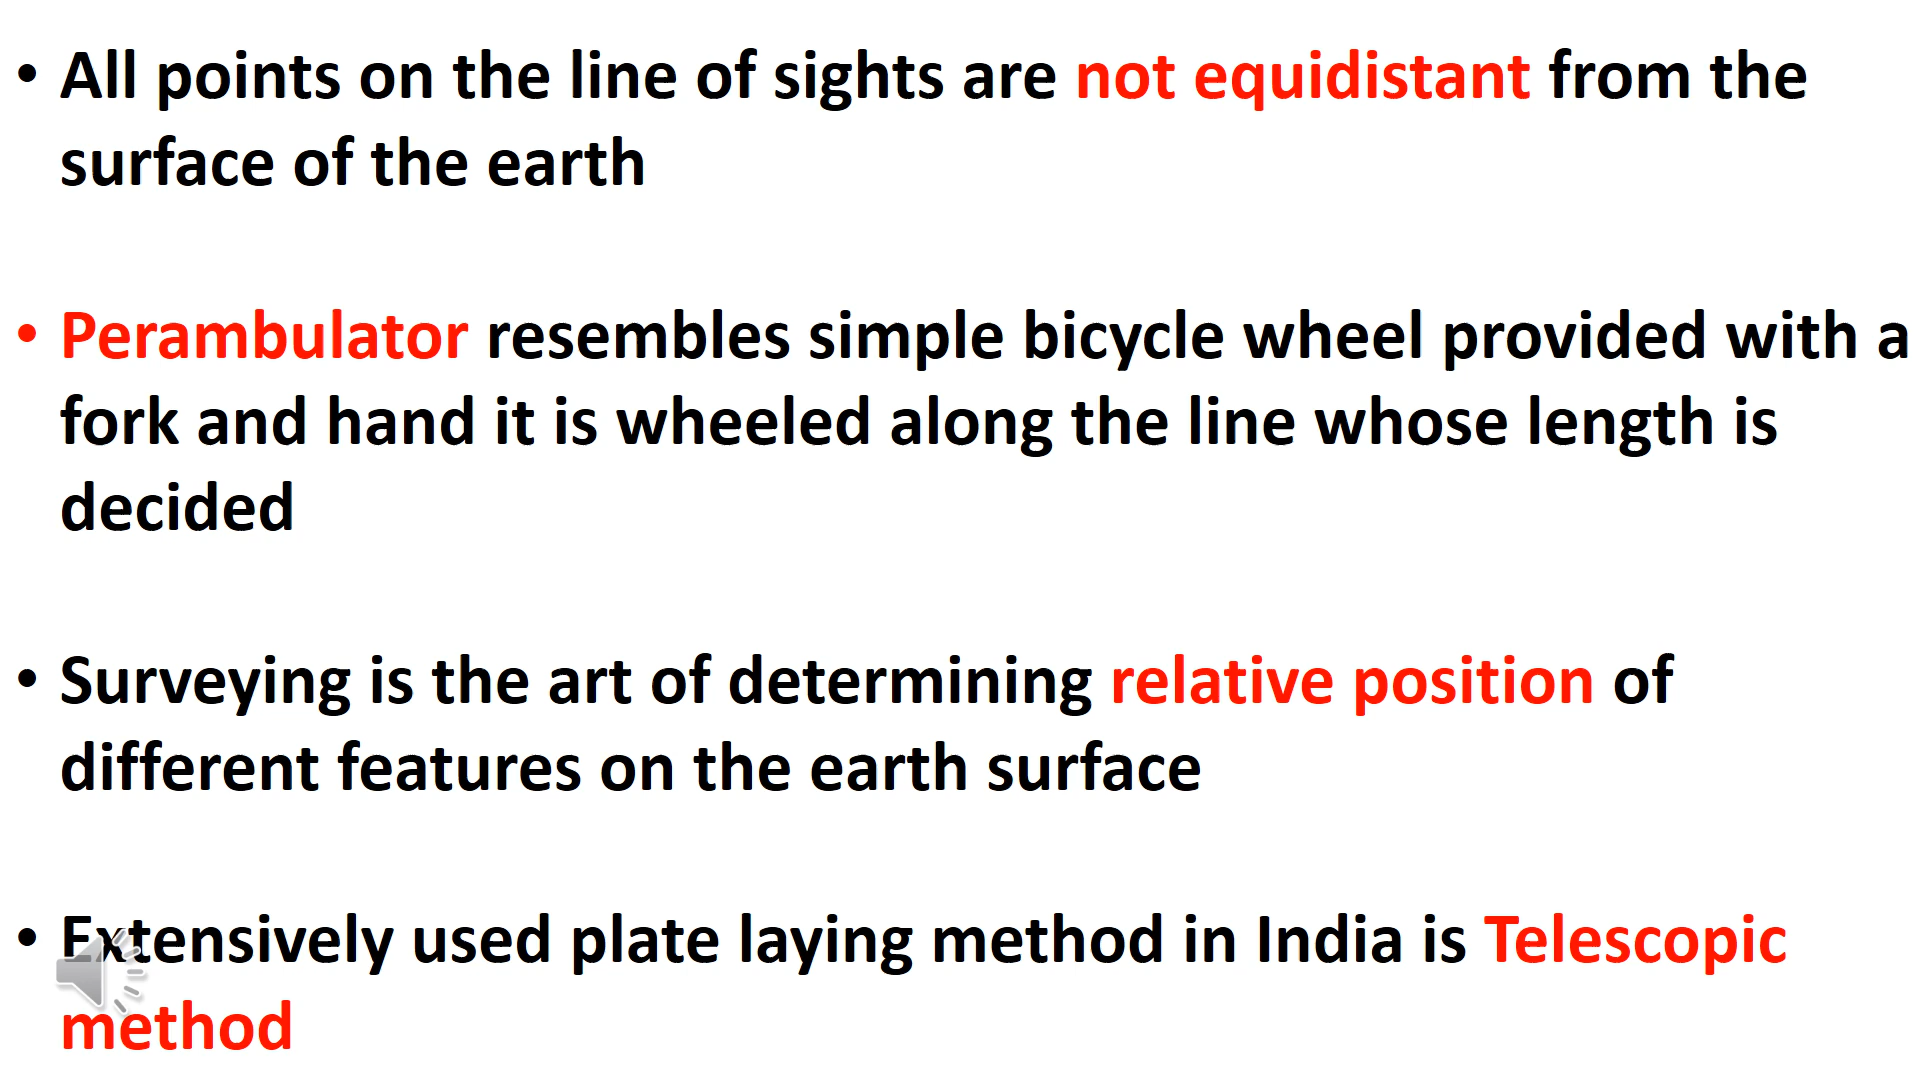 • All points on the line of sights are not equidistant from the
surface of the earth
• Perambulator resembles simple bicycle wheel provided with a
fork and hand it is wheeled along the line whose length is
decided
• Surveying is the art of determining relative position of
different features on the earth surface
• Extensively used plate laying method in India is Telescopic
method